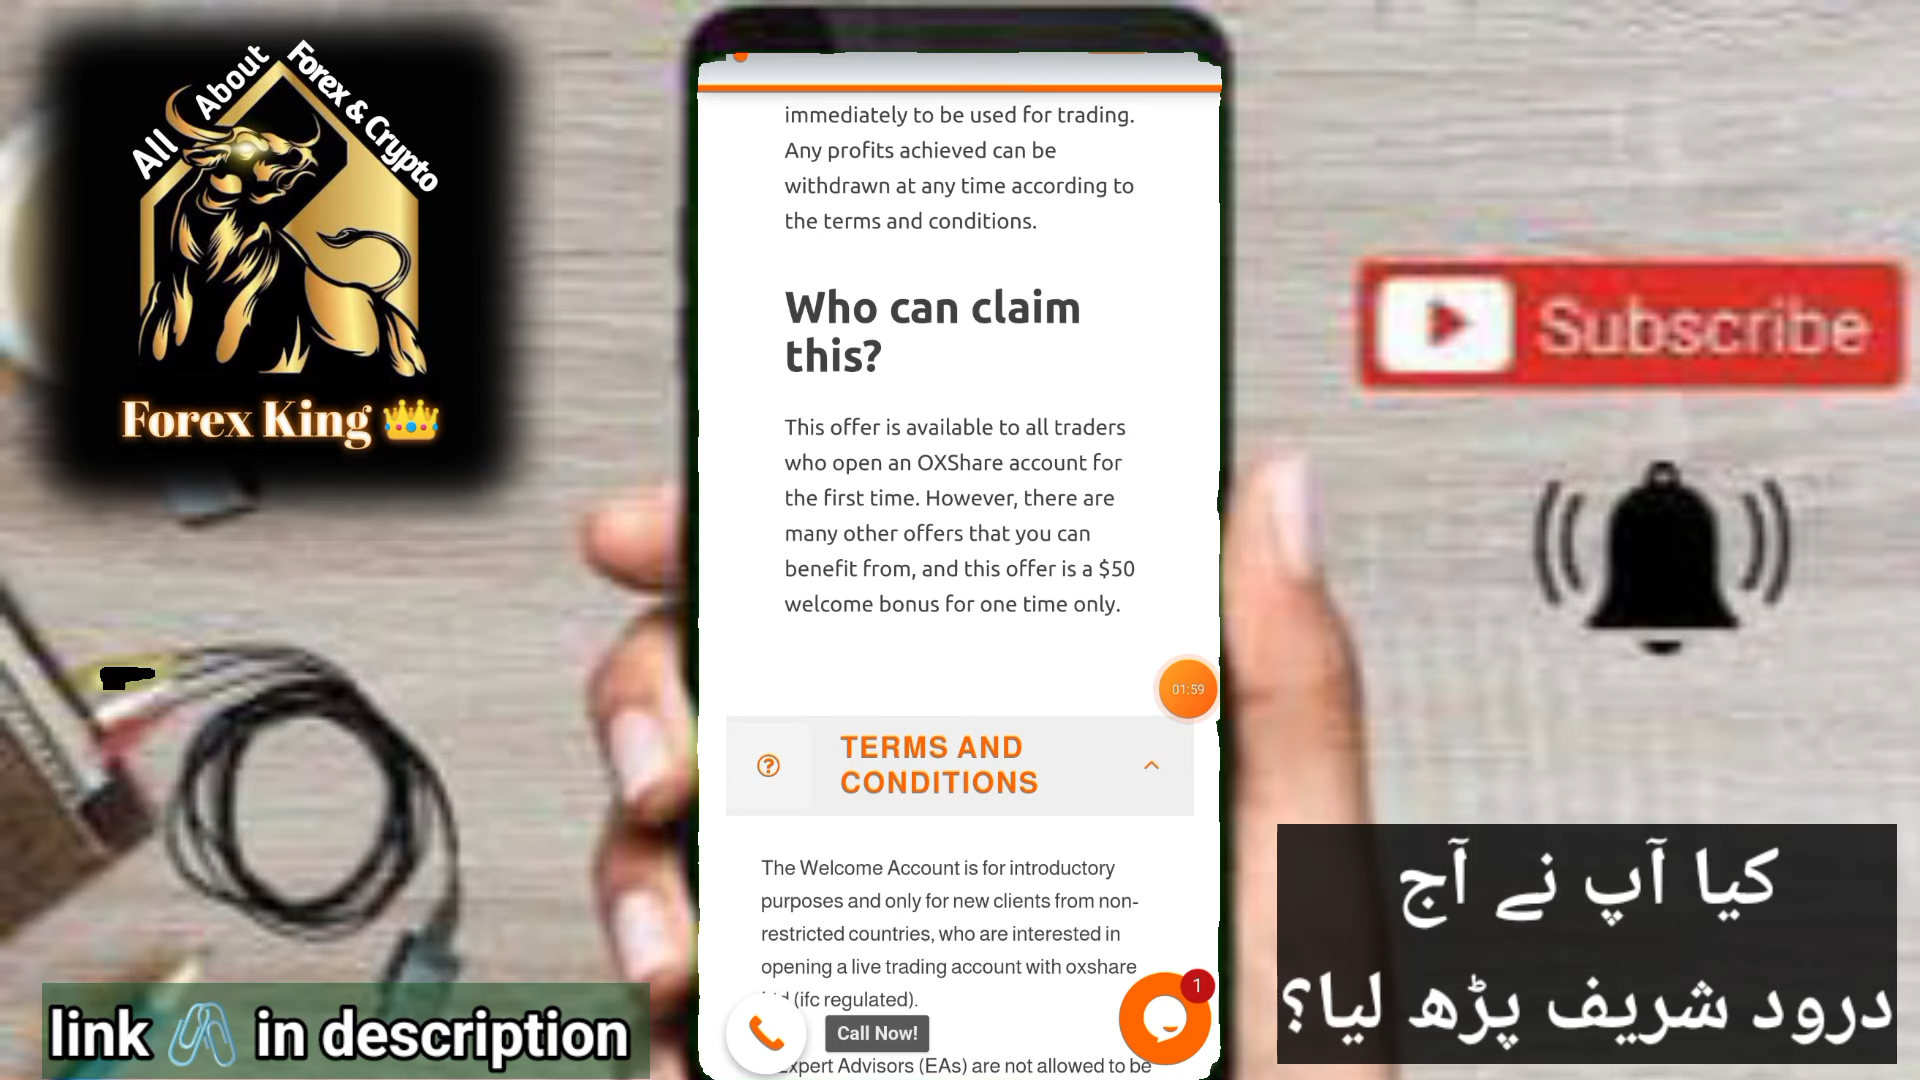 All About Forex & Crypto
Forex King
immediately to be used for trading.
Any profits achieved can be
withdrawn at any time according to
the terms and conditions.
Who can claim
this?
This offer is available to all traders
who open an OXShare account for
the first time. However, there are
many other offers that you can
benefit from, and this offer is a $50
welcome bonus for one time only.
01:59
TERMS AND
CONDITIONS
The Welcome Account is for introductory
purposes and only for new clients from non-
restricted countries, who are interested in
opening a live trading account with oxshare
(ifc regulated).
1
Call Now!
Expert Advisors (EAs) are not allowed to be
Subscribe
کیا آپ نے آج
درود شریف پڑھ لیا؟
link in description